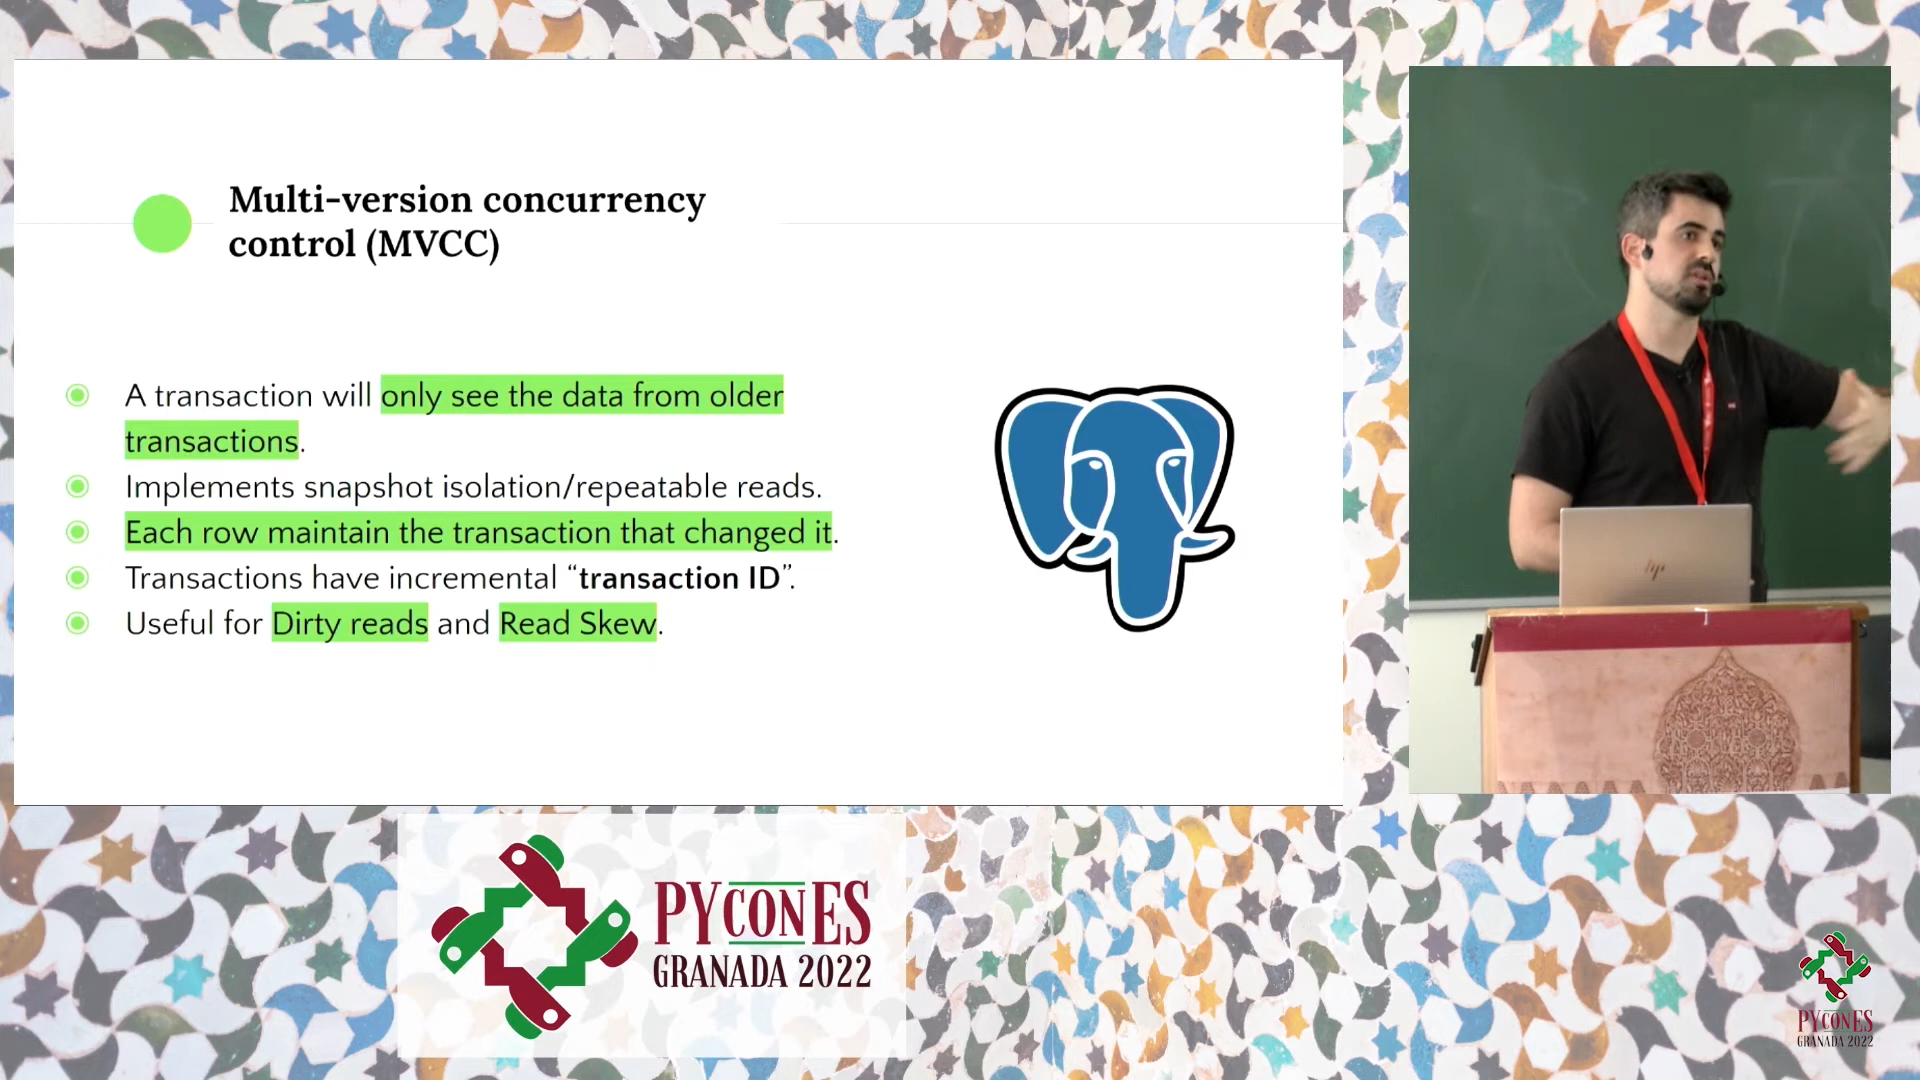 Multi-version concurrency
control (MVCC)
A transaction will only see the data from older
transactions.
Implements snapshot isolation/repeatable reads.
Each row maintain the transaction that changed it.
Transactions have incremental “transaction ID”.
Useful for Dirty reads and Read Skew.
hp
PYCONES
GRANADA 2022
PYCONES
GRANADA 2022